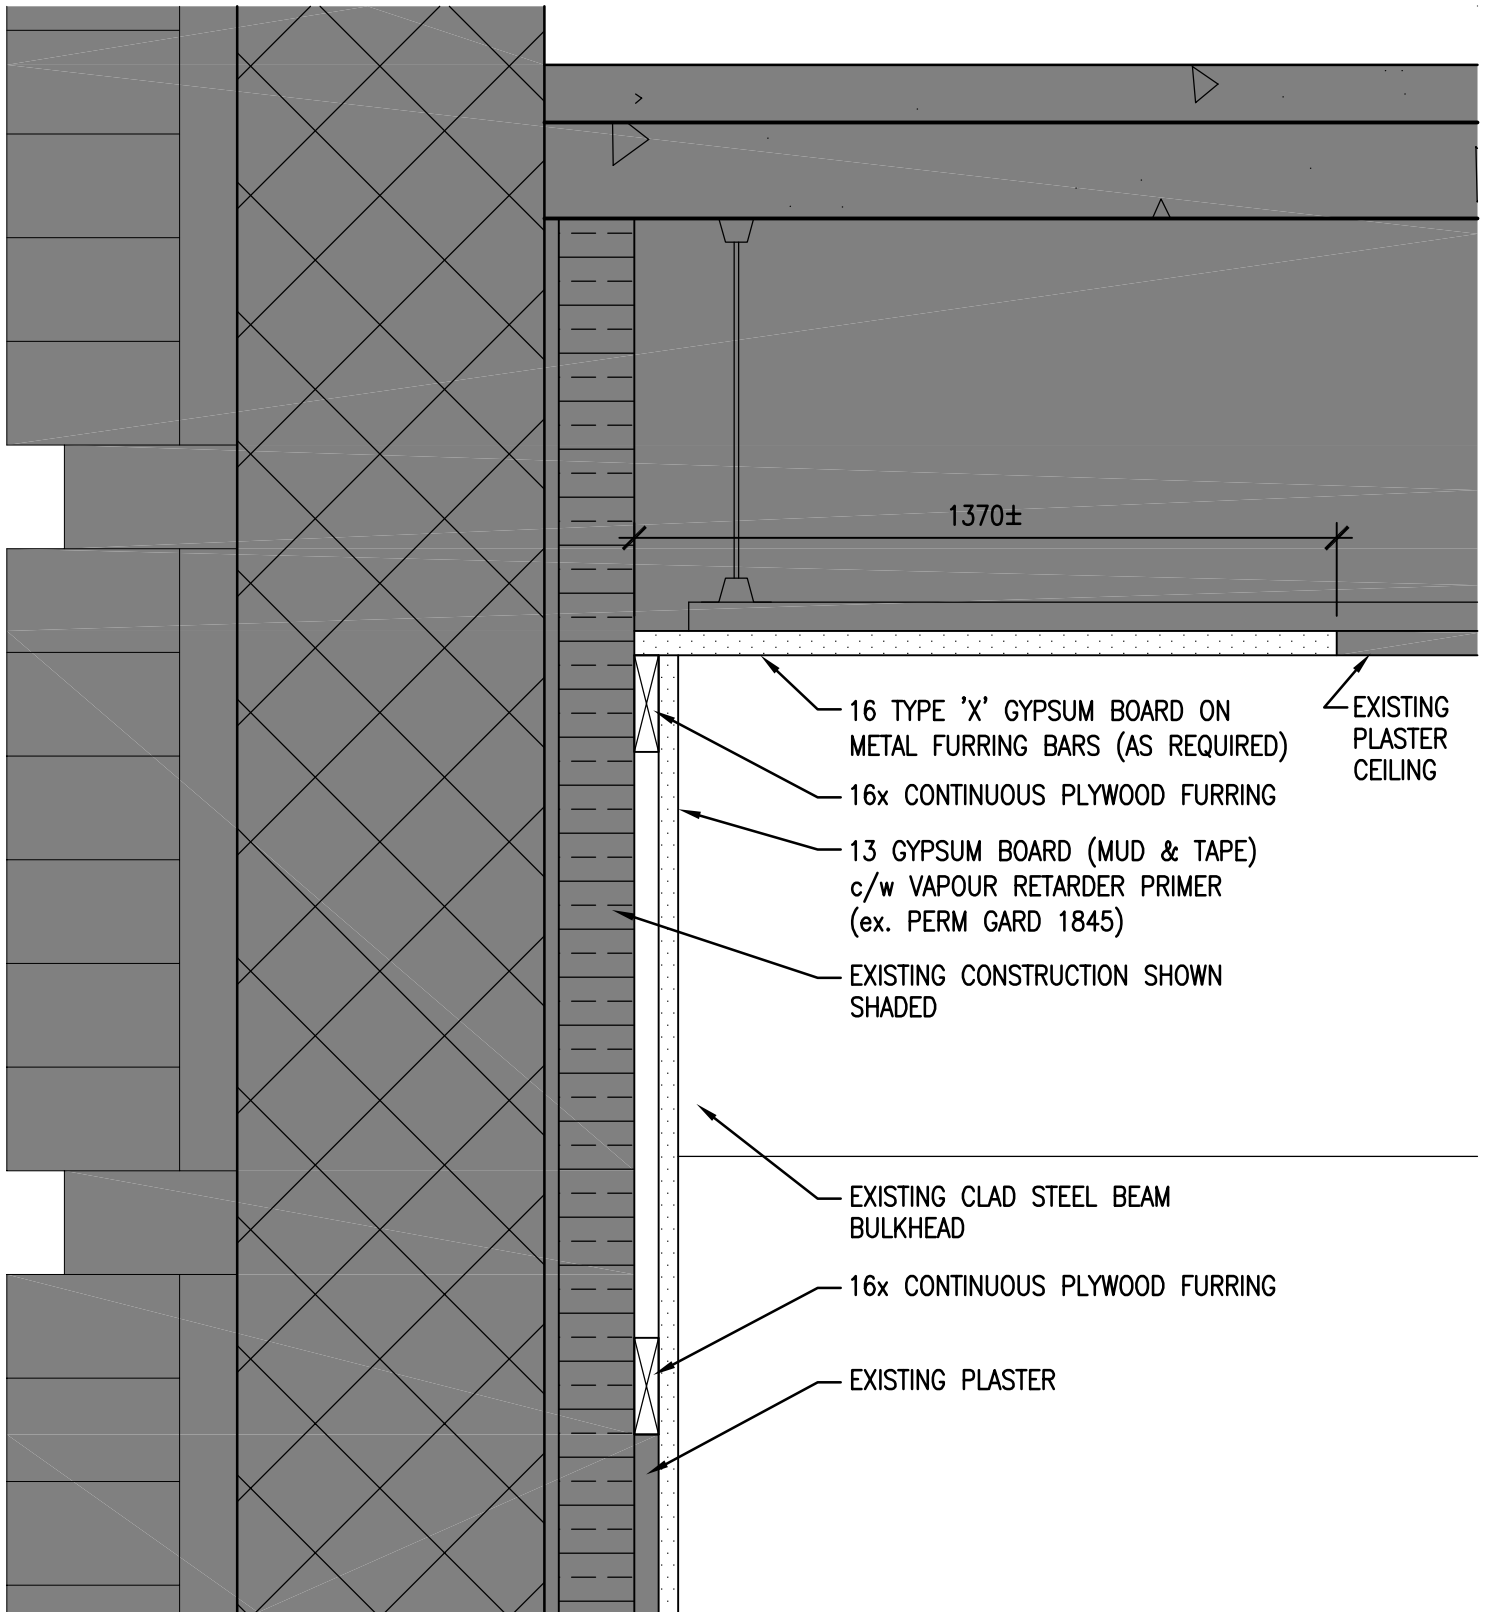 1370±
16 TYPE 'X' GYPSUM BOARD ON
METAL FURRING BARS (AS REQUIRED)
EXISTING
PLASTER
CEILING
16x CONTINUOUS PLYWOOD FURRING
13 GYPSUM BOARD (MUD & TAPE)
c/w VAPOUR RETARDER PRIMER
(ex. PERM GARD 1845)
EXISTING CONSTRUCTION SHOWN
SHADED
EXISTING CLAD STEEL BEAM
BULKHEAD
16x CONTINUOUS PLYWOOD FURRING
EXISTING PLASTER